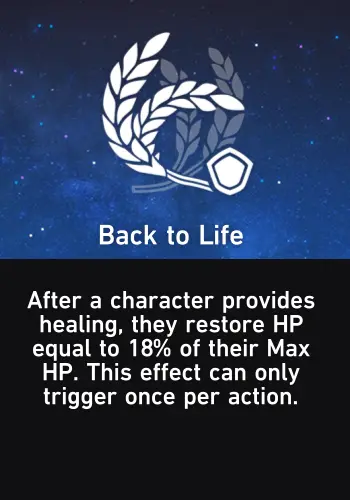 Back to Life
After a character provides
healing, they restore HP
equal to 18% of their Max
HP. This effect can only
trigger once per action.